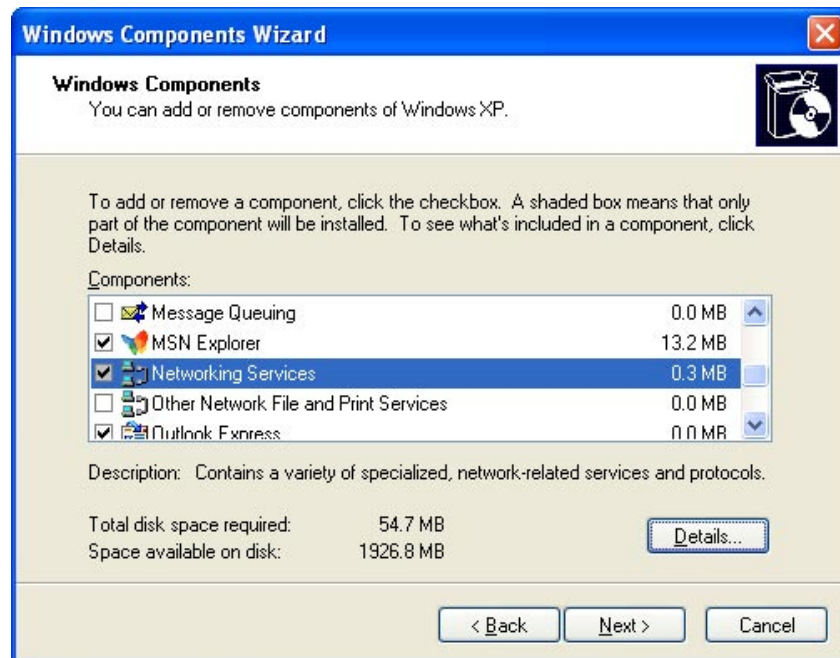 Windows Components Wizard
Windows Components
You can add or remove components of Windows XP.
To add or remove a component, click the checkbox.  A shaded box means that only
part of the component will be installed.  To see what's included in a component, click
Details.
Components:
Message Queuing 0.0 MB
MSN Explorer 13.2 MB
Networking Services 0.3 MB
Other Network File and Print Services 0.0 MB
Outlook Express 0.0 MB
Description:   Contains a variety of specialized, network-related services and protocols.
Total disk space required: 54.7 MB
Space available on disk: 1926.8 MB
Details...
< Back Next > Cancel